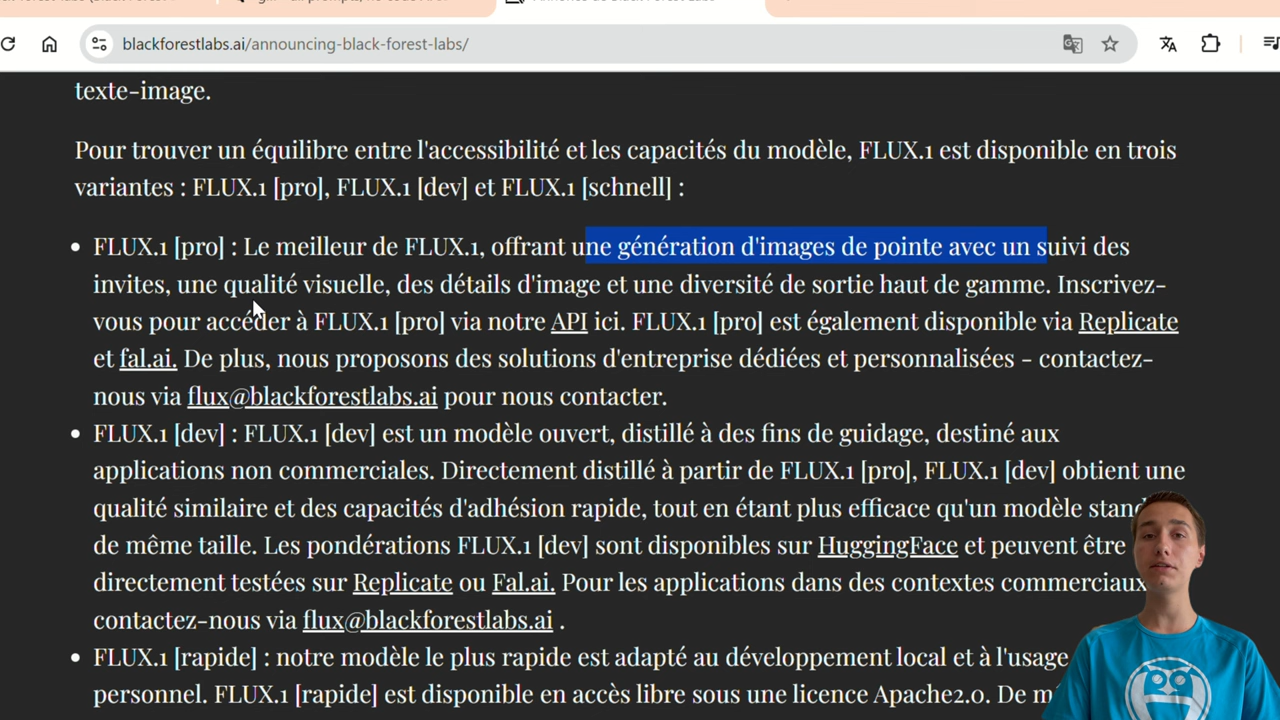 blackforestlabs.ai/announcing-black-forest-labs/
texte-image.
Pour trouver un équilibre entre l'accessibilité et les capacités du modèle, FLUX.1 est disponible en trois
variantes : FLUX.1 [pro], FLUX.1 [dev] et FLUX.1 [schnell] :
• FLUX.1 [pro] : Le meilleur de FLUX.1, offrant une génération d'images de pointe avec un suivi des
invites, une qualité visuelle, des détails d'image et une diversité de sortie haut de gamme. Inscrivez-
vous pour accéder à FLUX.1 [pro] via notre API ici. FLUX.1 [pro] est également disponible via Replicate
et fal.ai. De plus, nous proposons des solutions d'entreprise dédiées et personnalisées - contactez-
nous via flux@blackforestlabs.ai pour nous contacter.
• FLUX.1 [dev] : FLUX.1 [dev] est un modèle ouvert, distillé à des fins de guidage, destiné aux
applications non commerciales. Directement distillé à partir de FLUX.1 [pro], FLUX.1 [dev] obtient une
qualité similaire et des capacités d'adhésion rapide, tout en étant plus efficace qu'un modèle
de même taille. Les pondérations FLUX.1 [dev] sont disponibles sur HuggingFace et peuvent être
directement testées sur Replicate ou Fal.ai. Pour les applications dans des contextes commerciaux
contactez-nous via flux@blackforestlabs.ai .
• FLUX.1 [rapide] : notre modèle le plus rapide est adapté au développement local et à l'usage
personnel. FLUX.1 [rapide] est disponible en accès libre sous une licence Apache2.0. De